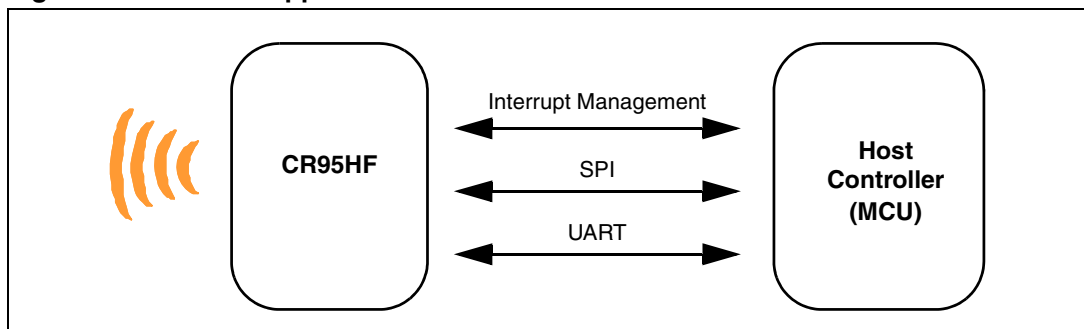 Interrupt Management
CR95HF
SPI
UART
Host
Controller
(MCU)